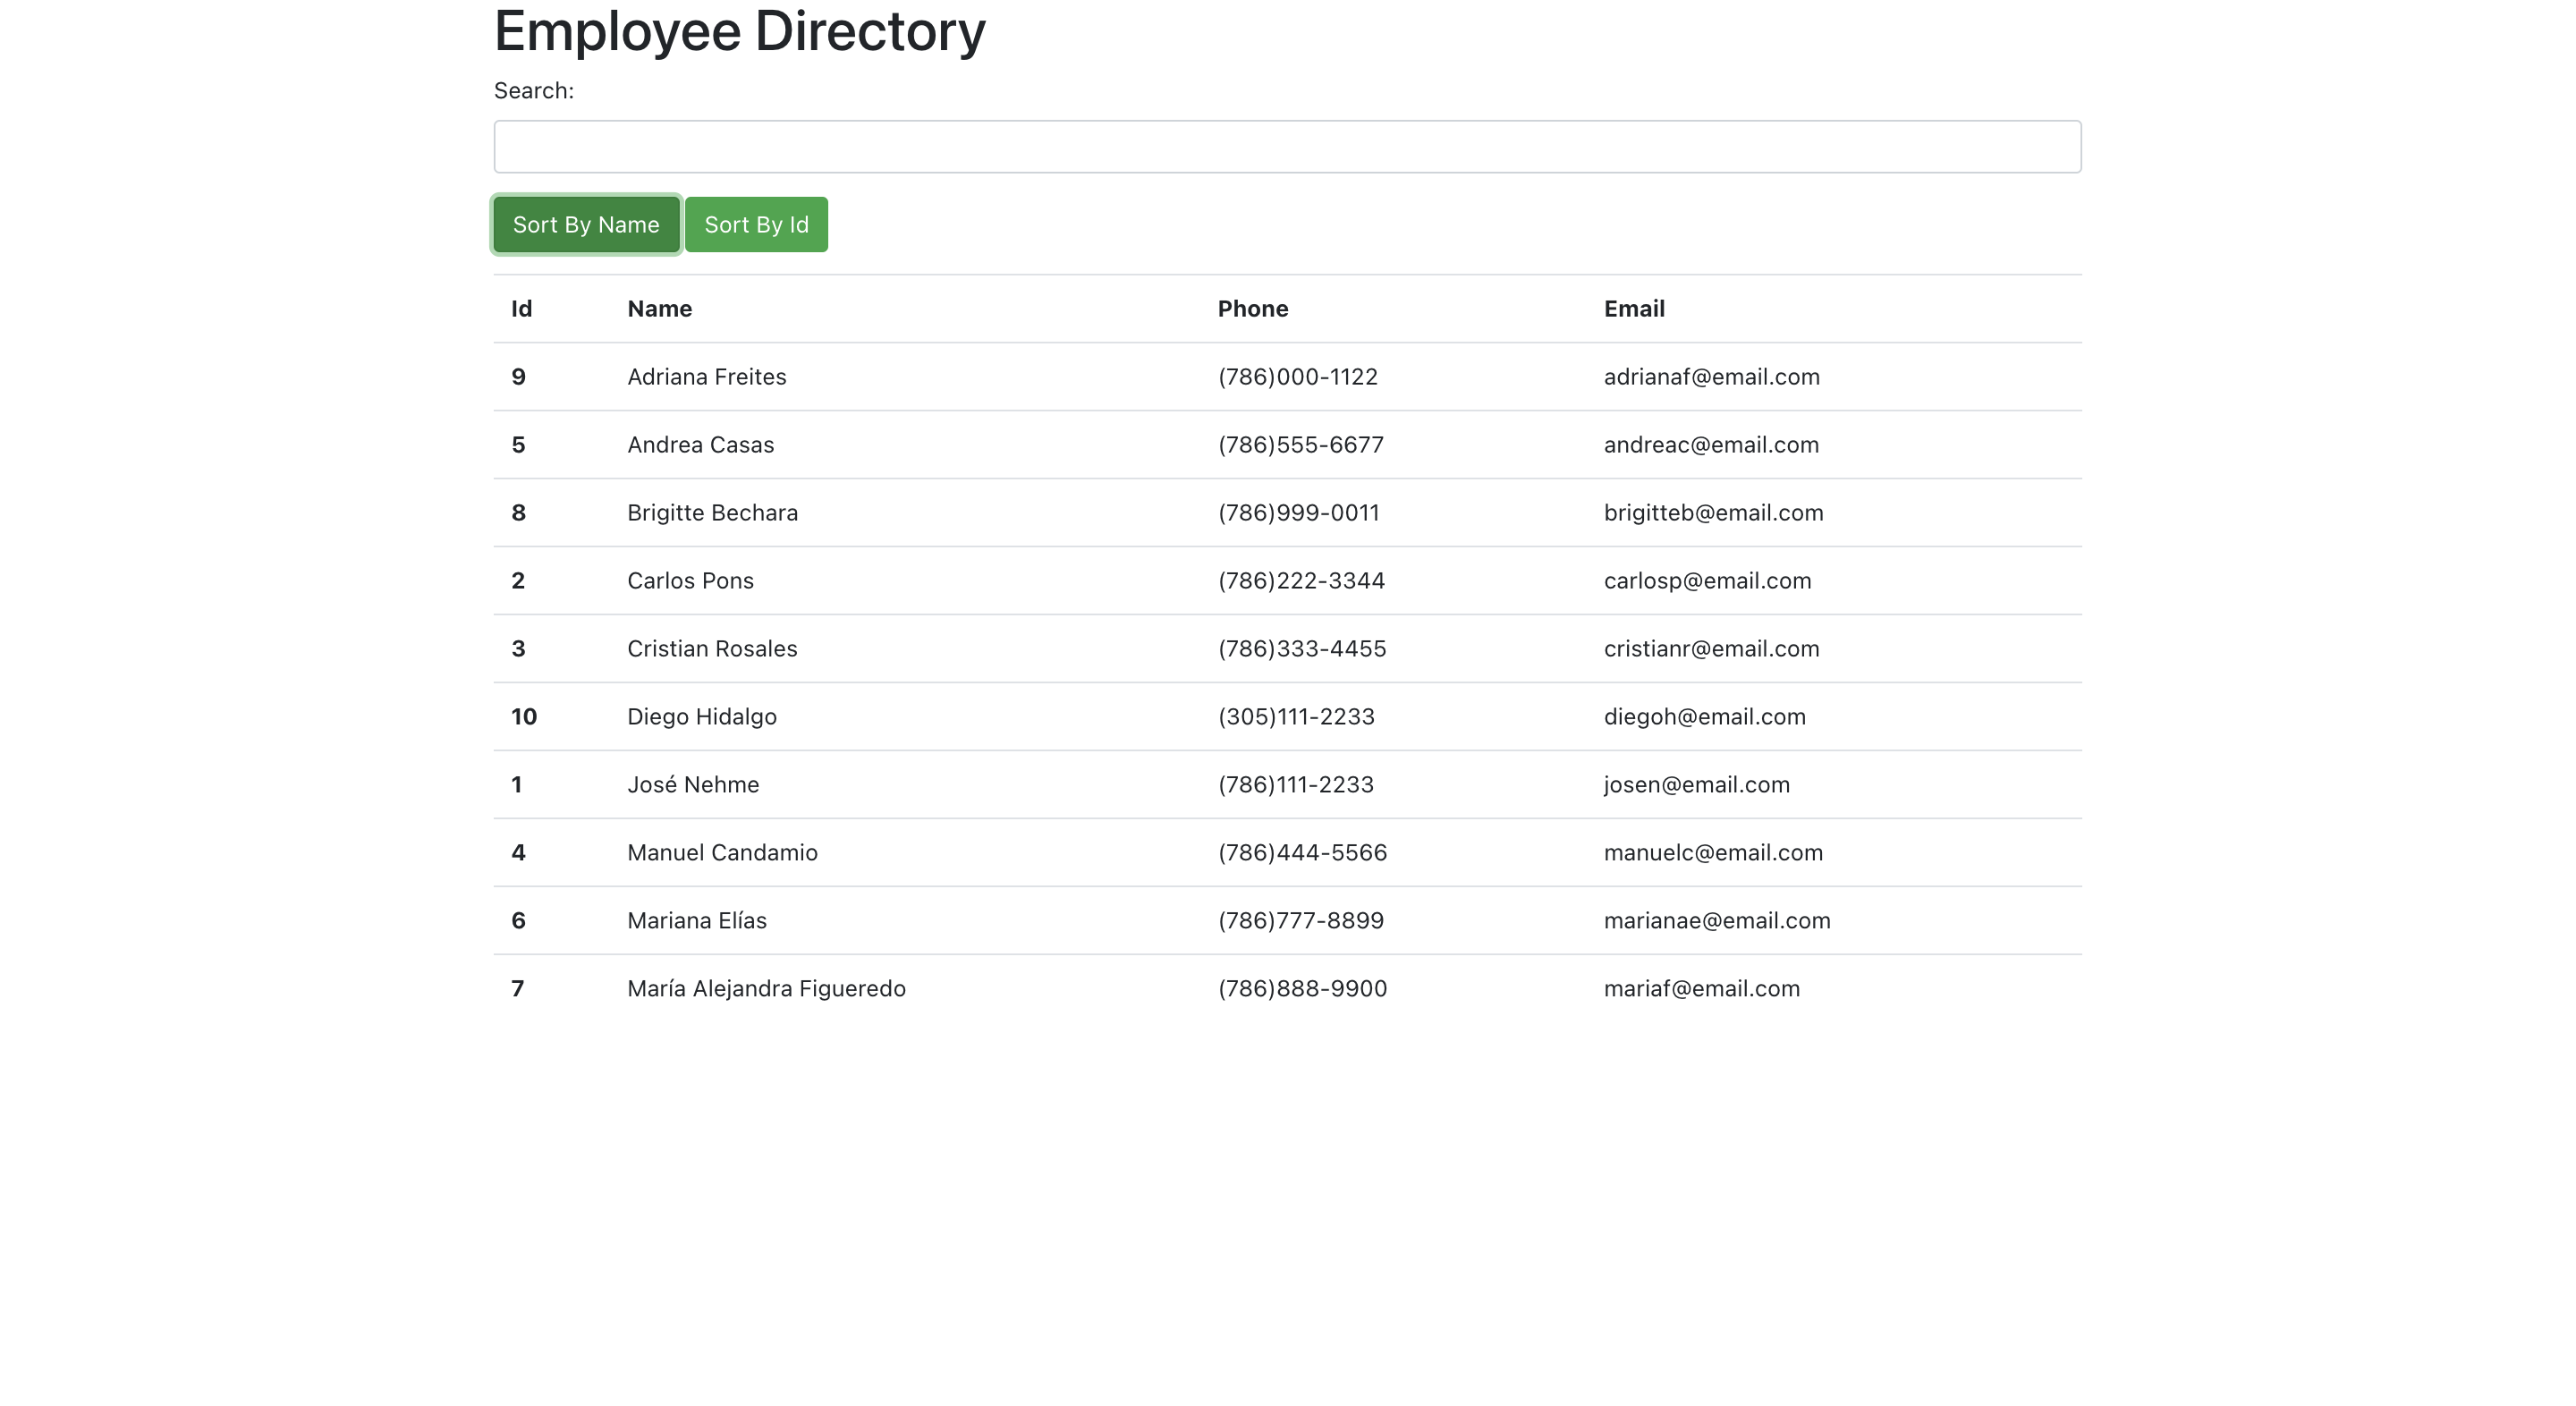 Employee Directory
Search:
Sort By Name Sort By Id
Id Name Phone Email
9 Adriana Freites (786)000-1122 adrianaf@email.com
5 Andrea Casas (786)555-6677 andreac@email.com
8 Brigitte Bechara (786)999-0011 brigitteb@email.com
2 Carlos Pons (786)222-3344 carlosp@email.com
3 Cristian Rosales (786)333-4455 cristianr@email.com
10 Diego Hidalgo (305)111-2233 diegoh@email.com
1 José Nehme (786)111-2233 josen@email.com
4 Manuel Candamio (786)444-5566 manuelc@email.com
6 Mariana Elías (786)777-8899 marianae@email.com
7 María Alejandra Figueredo (786)888-9900 mariaf@email.com